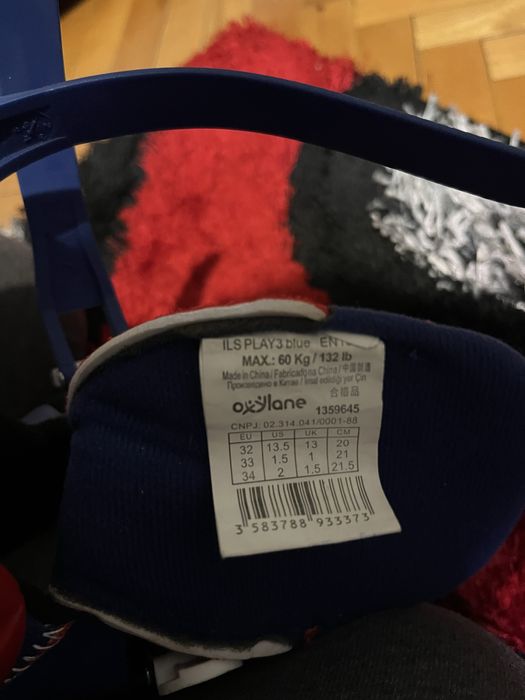 ILS PLAY3 blue
MAX.: 60 Kg / 132 lb
Made in China / Fabricado na China / 中国制造
Произведено в Китае / Imal edildiği yer Çin
合格品
oxylane 1359645
CNPJ: 02.314.041/0001-88
EU US UK CM
32 13.5 13 20
33 1.5 1 21
34 2 1.5 21.5
3 583788 933373